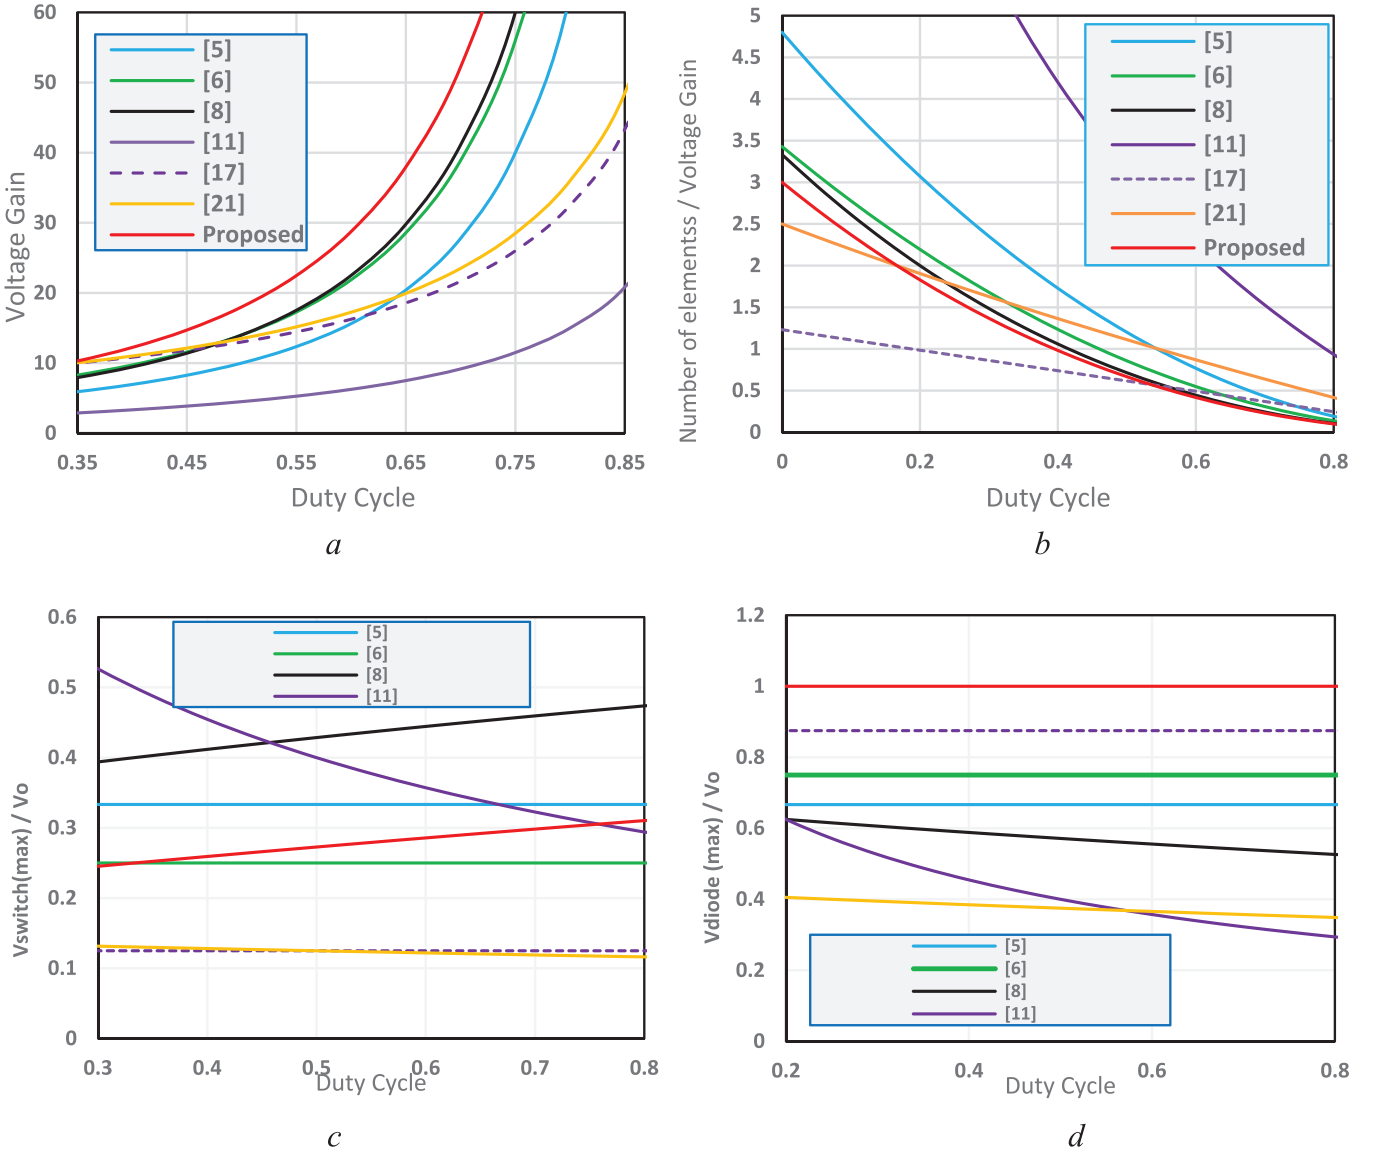 60
50
40
30
20
10
0
Voltage Gain
[5]
[6]
[8]
[11]
[17]
[21]
Proposed
0.35 0.45 0.55 0.65 0.75 0.85
Duty Cycle
a
5
4.5
4
3.5
3
2.5
2
1.5
1
0.5
0
Number of elementss / Voltage Gain
[5]
[6]
[8]
[11]
[17]
[21]
Proposed
0 0.2 0.4 0.6 0.8
Duty Cycle
b
0.6
0.5
0.4
0.3
0.2
0.1
0
Vswitch(max) / Vo
[5]
[6]
[8]
[11]
0.3 0.4 0.5 0.6 0.7 0.8
Duty Cycle
c
1.2
1
0.8
0.6
0.4
0.2
0
Vdiode (max) / Vo
[5]
[6]
[8]
[11]
0.2 0.4 0.6 0.8
Duty Cycle
d